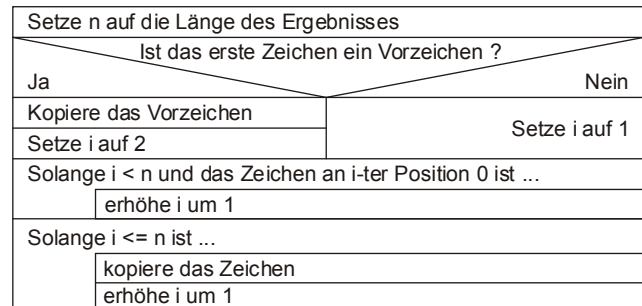 Setze n auf die Länge des Ergebnisses
Ist das erste Zeichen ein Vorzeichen ?
Ja
Nein
Kopiere das Vorzeichen
Setze i auf 2
Setze i auf 1
Solange i < n und das Zeichen an i-ter Position 0 ist ...
erhöhe i um 1
Solange i <= n ist ...
kopiere das Zeichen
erhöhe i um 1